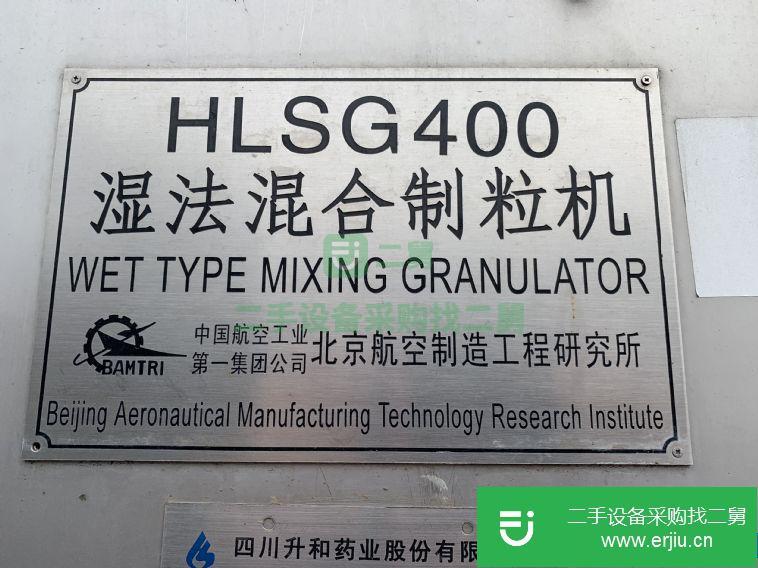 HLSG400
湿法混合制粒机
二舅
WET TYPE MIXING GRANULATOR
二手设备采购找二舅
BAMTRI
中国航空工业
第一集团公司
北京航空制造工程研究所
Beijing Aeronautical Manufacturing Technology Research Institute
四川升和药业股份有限
二手设备采购找二舅
www.erjiu.cn